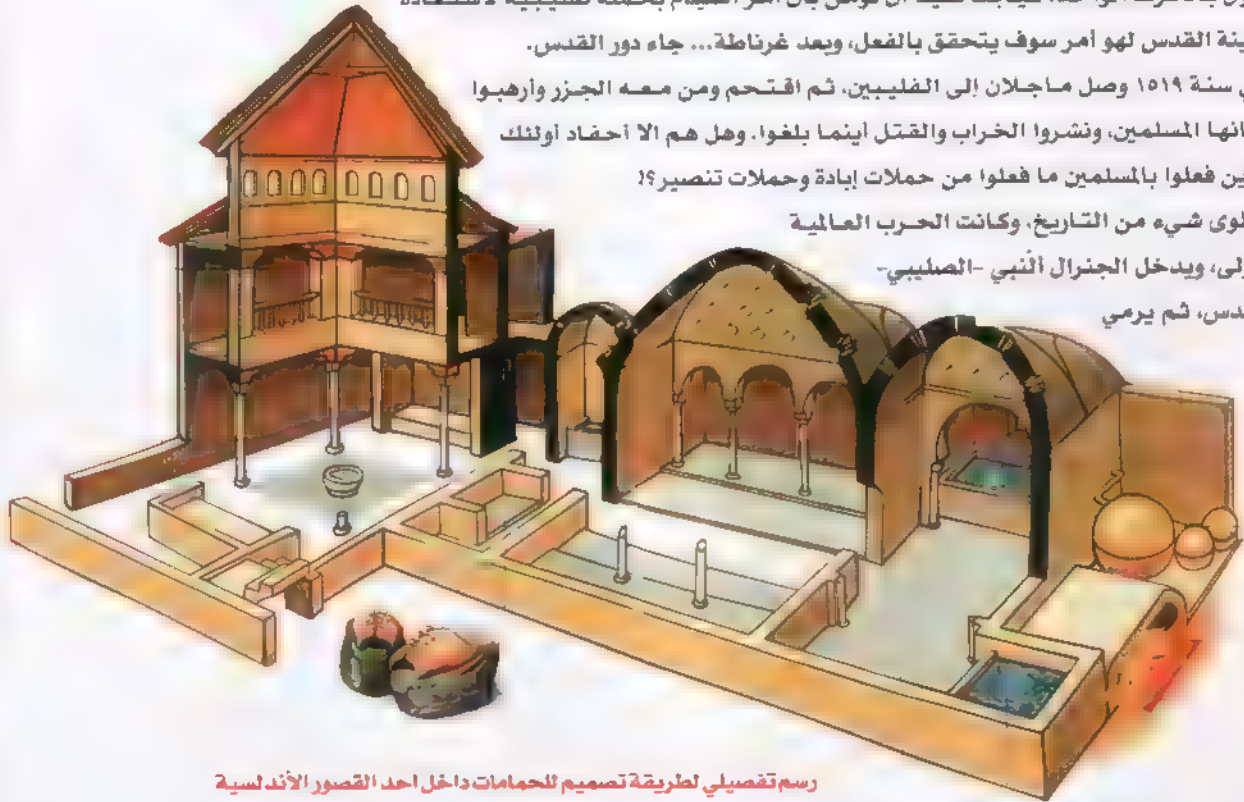 ينة القدس لهو أمر سوف يتحقق بالفعل، وبعد غرناطة... جاء دور القدس.
ي سنة ١٥١٩ وصل ماجلان إلى الفليبين، ثم اقتحم ومن معه الجزر وأرهبوا
انها المسلمين، ونشروا الخراب والقتل أينما بلغوا. وهل هم الا أحفاد أولئك
ين فعلوا بالمسلمين ما فعلوا من حملات إبادة وحملات تنصير؟!
لوى شيء من التاريخ، وكانت الحرب العالمية
ولى، ويدخل الجنرال ألنبي -الصليبي-
دس، ثم يرمي
رسم تفصيلي لطريقة تصميم للحمامات داخل احد القصور الأندلسية